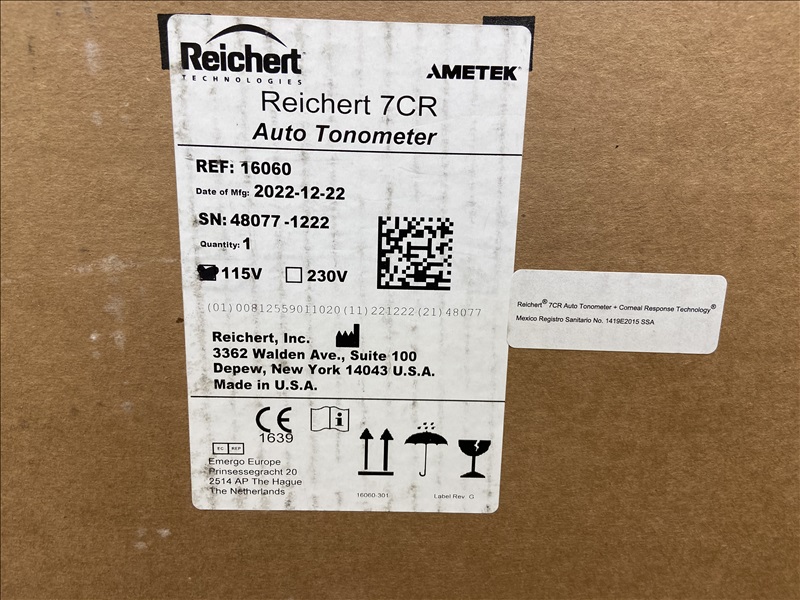 Reichert
TECHNOLOGIES
AMETEK®
Reichert 7CR
Auto Tonometer
REF: 16060
Date of Mfg: 2022-12-22
SN: 48077 -1222
Quantity: 1
115V 230V
(01)00812559011020(11)221222(21)48077
Reichert, Inc.
3362 Walden Ave., Suite 100
Depew, New York 14043 U.S.A.
Made in U.S.A.
CE
1639
i
EC REP
Emergo Europe
Prinsessegracht 20
2514 AP The Hague
The Netherlands
16060-301 Label Rev. G
Reichert® 7CR Auto Tonometer + Corneal Response Technology®
Mexico Registro Sanitario No. 1419E2015 SSA